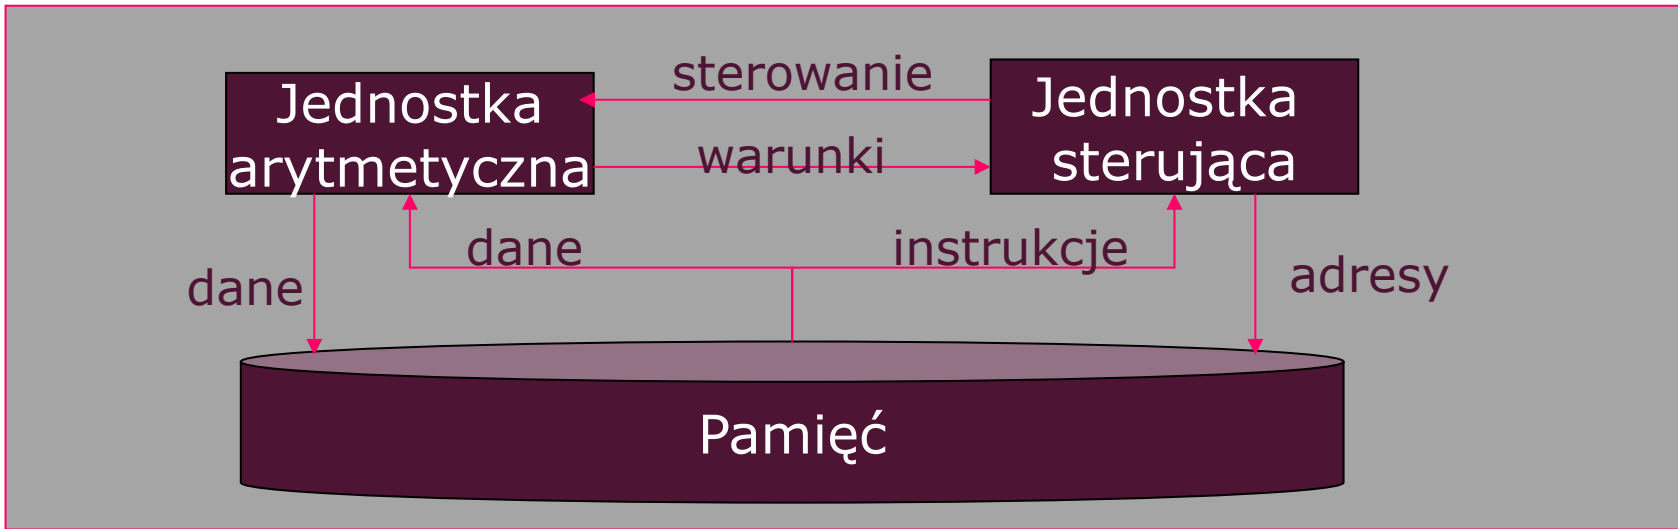 sterowanie
Jednostka
arytmetyczna
Jednostka
sterująca
warunki
dane
instrukcje
dane
adresy
Pamięć